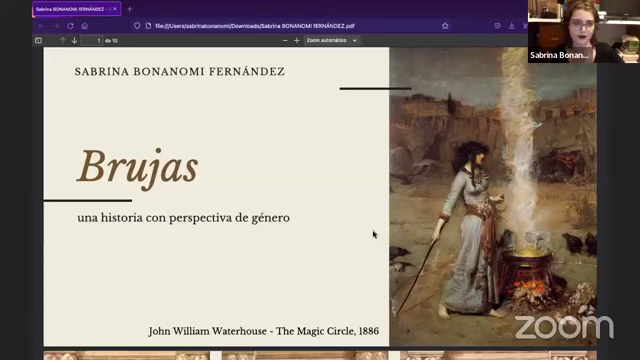 Sabrina BONANOMI FERNÁNDEZ - S
file:///Users/sabrinabonanomi/Downloads/Sabrina BONANOMI FERNÁNDEZ.pdf
1 de 10
Zoom automático
Sabrina Bonan...
SABRINA BONANOMI FERNÁNDEZ
Brujas
una historia con perspectiva de género
John William Waterhouse - The Magic Circle, 1886
zoom